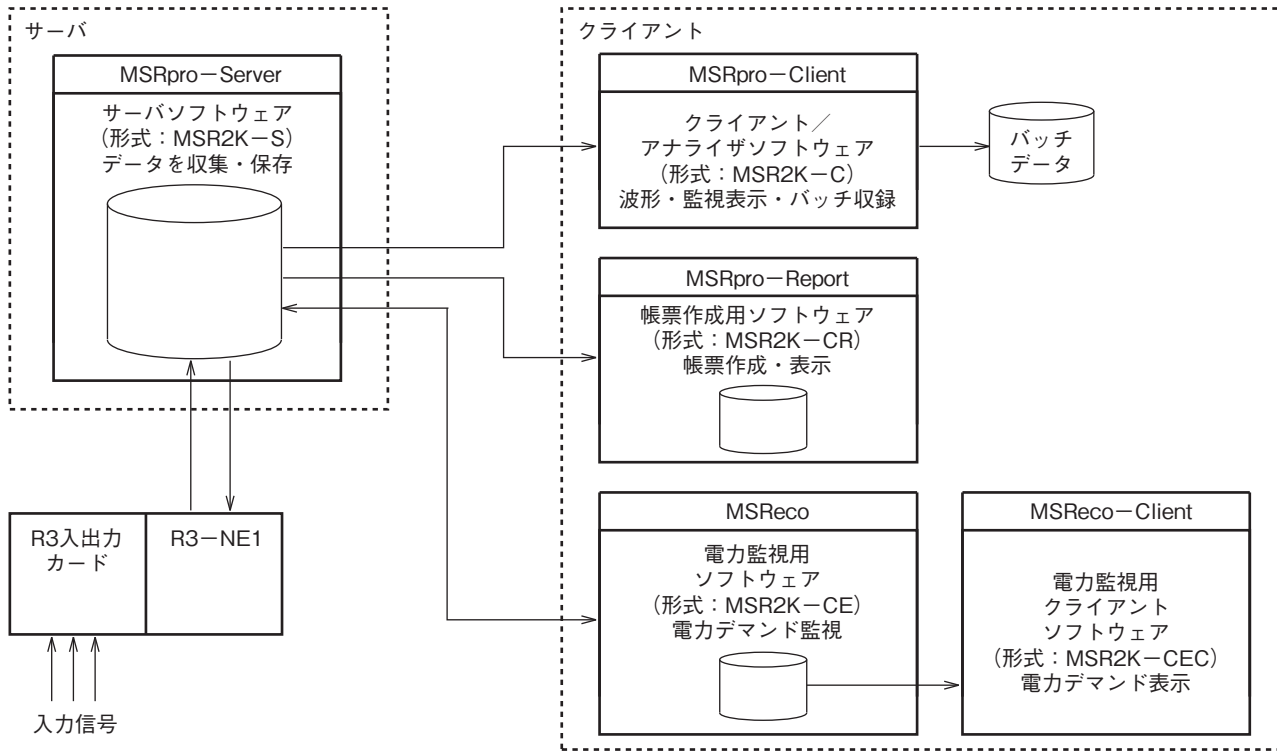 サーバ
MSRpro－Server
サーバソフトウェア
（形式：MSR2K－S）
データを収集・保存
R3入出力
カード
R3－NE1
入力信号
クライアント
MSRpro－Client
クライアント／
アナライザソフトウェア
（形式：MSR2K－C）
波形・監視表示・バッチ収録
バッチ
データ
MSRpro－Report
帳票作成用ソフトウェア
（形式：MSR2K－CR）
帳票作成・表示
MSReco
電力監視用
ソフトウェア
（形式：MSR2K－CE）
電力デマンド監視
MSReco－Client
電力監視用
クライアント
ソフトウェア
（形式：MSR2K－CEC）
電力デマンド表示